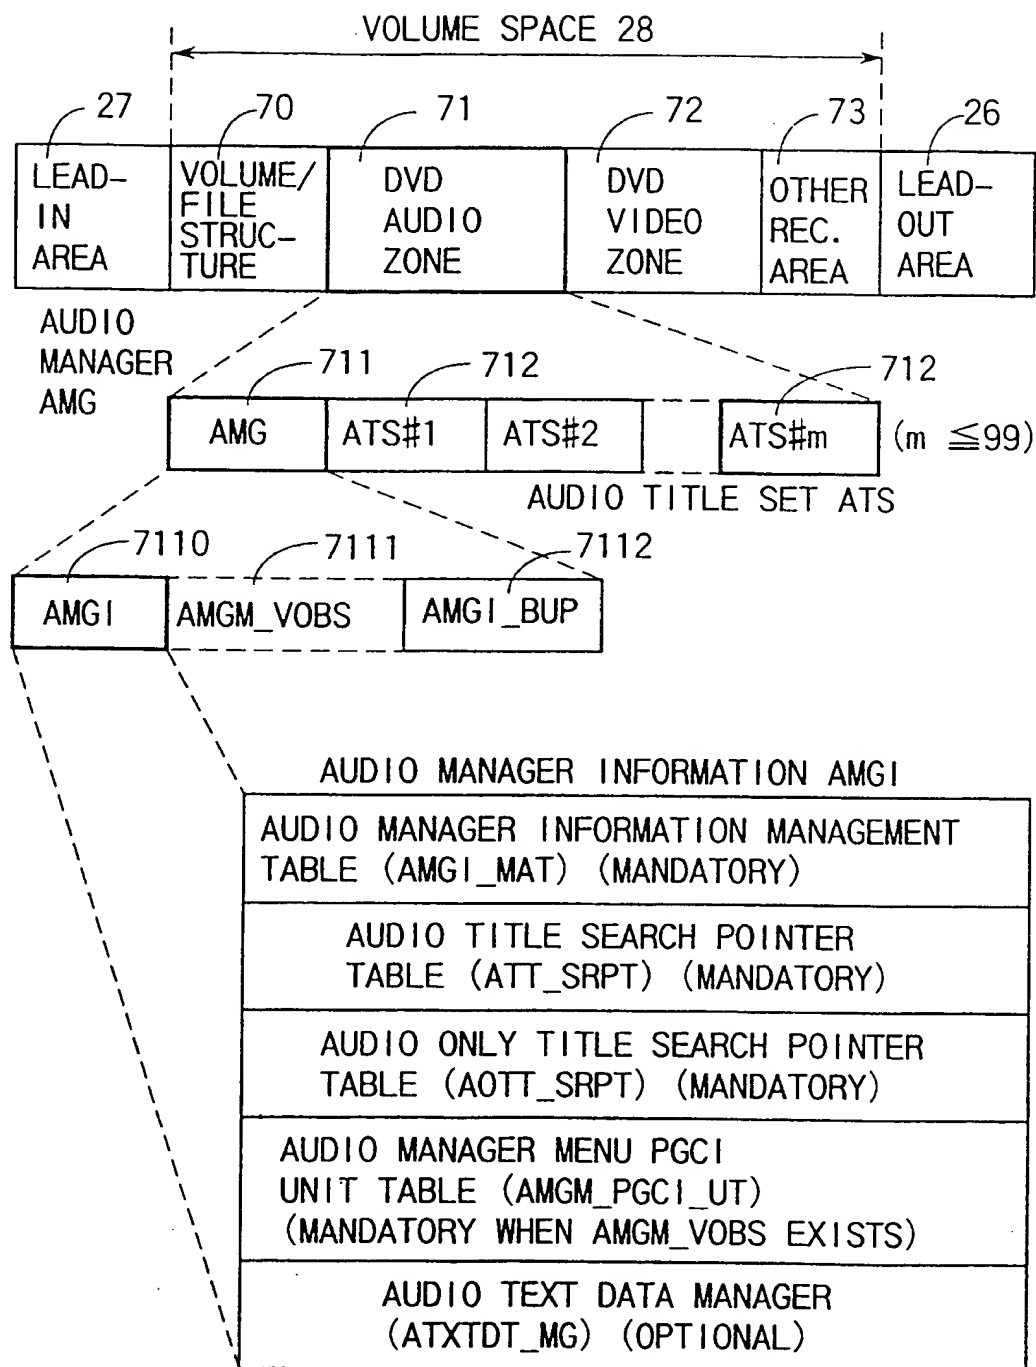 VOLUME SPACE 28
27
70
71
72
73
26
LEAD-
IN
AREA
VOLUME/
FILE
STRUC-
TURE
DVD
AUDIO
ZONE
DVD
VIDEO
ZONE
OTHER
REC.
AREA
LEAD-
OUT
AREA
AUDIO
MANAGER
AMG
711
712
712
AMG
ATS#1
ATS#2
ATS#m
(m ≦99)
AUDIO TITLE SET ATS
7110
7111
7112
AMGI
AMGM_VOBS
AMGI_BUP
AUDIO MANAGER INFORMATION AMGI
AUDIO MANAGER INFORMATION MANAGEMENT
TABLE (AMGI_MAT) (MANDATORY)
AUDIO TITLE SEARCH POINTER
TABLE (ATT_SRPT) (MANDATORY)
AUDIO ONLY TITLE SEARCH POINTER
TABLE (AOTT_SRPT) (MANDATORY)
AUDIO MANAGER MENU PGCI
UNIT TABLE (AMGM_PGCI_UT)
(MANDATORY WHEN AMGM_VOBS EXISTS)
AUDIO TEXT DATA MANAGER
(ATXTDT_MG) (OPTIONAL)